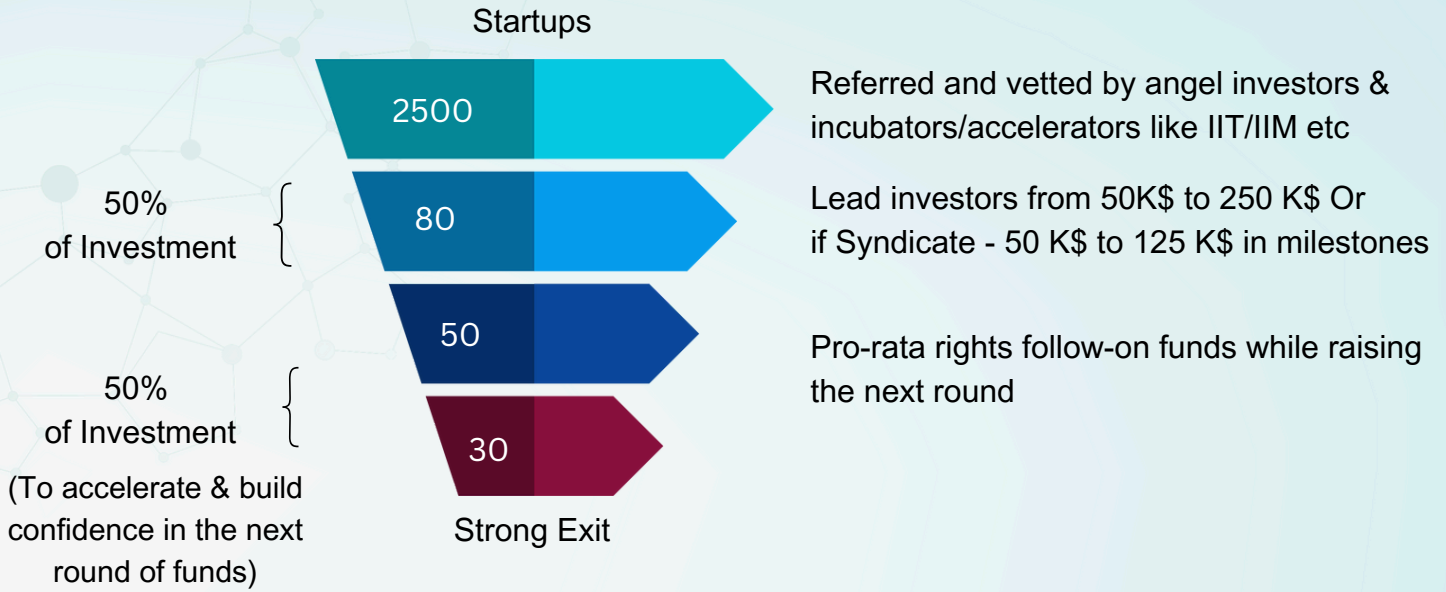 Startups
2500
Referred and vetted by angel investors &
incubators/accelerators like IIT/IIM etc
50%
of Investment
80
Lead investors from 50K$ to 250 K$ Or
if Syndicate - 50 K$ to 125 K$ in milestones
50
Pro-rata rights follow-on funds while raising
the next round
50%
of Investment
(To accelerate & build
confidence in the next
round of funds)
30
Strong Exit